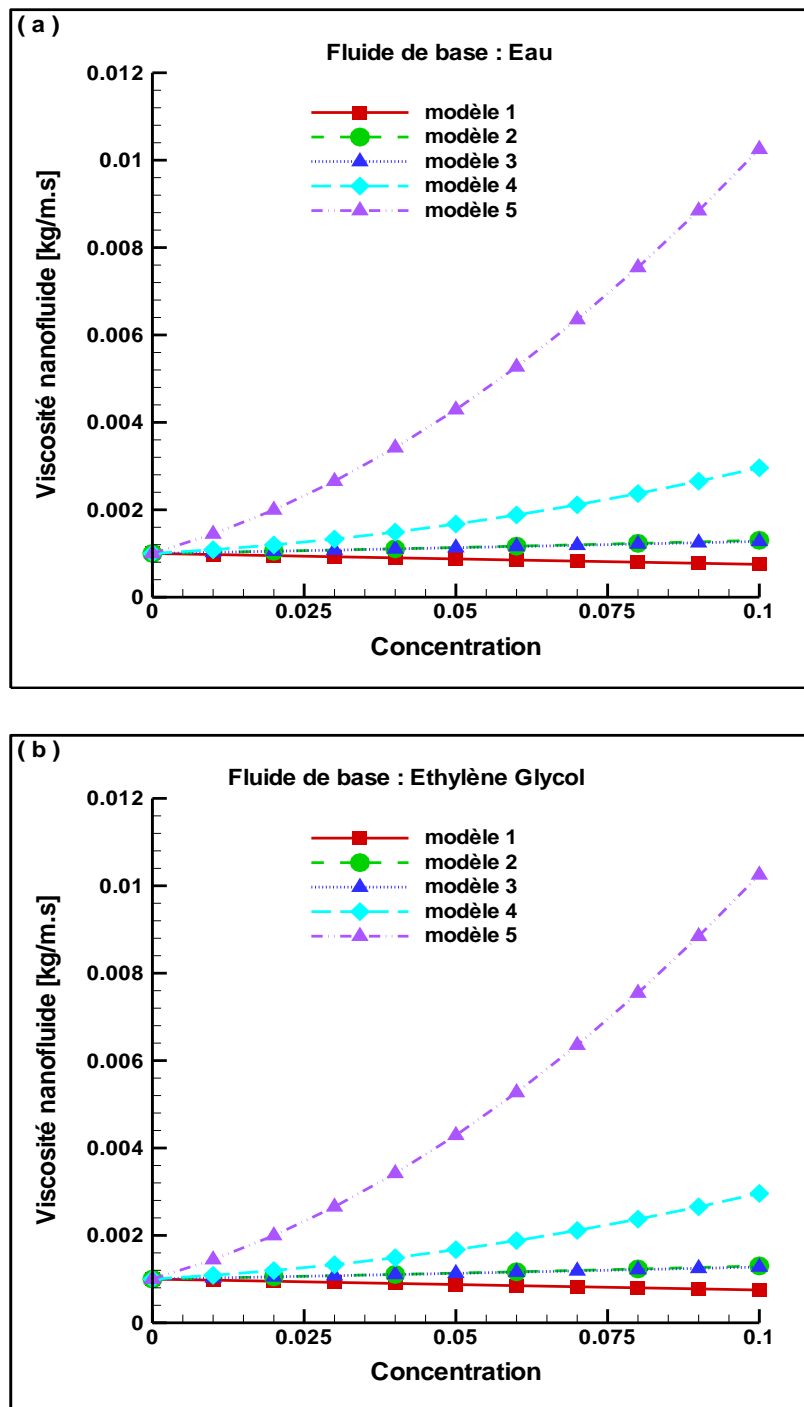 ( a )
Fluide de base : Eau
modèle 1
modèle 2
modèle 3
modèle 4
modèle 5
Viscosité nanofluide [kg/m.s]
0.012
0.01
0.008
0.006
0.004
0.002
0
0 0.025 0.05 0.075 0.1
Concentration
( b )
Fluide de base : Ethylène Glycol
modèle 1
modèle 2
modèle 3
modèle 4
modèle 5
Viscosité nanofluide [kg/m.s]
0.012
0.01
0.008
0.006
0.004
0.002
0
0 0.025 0.05 0.075 0.1
Concentration